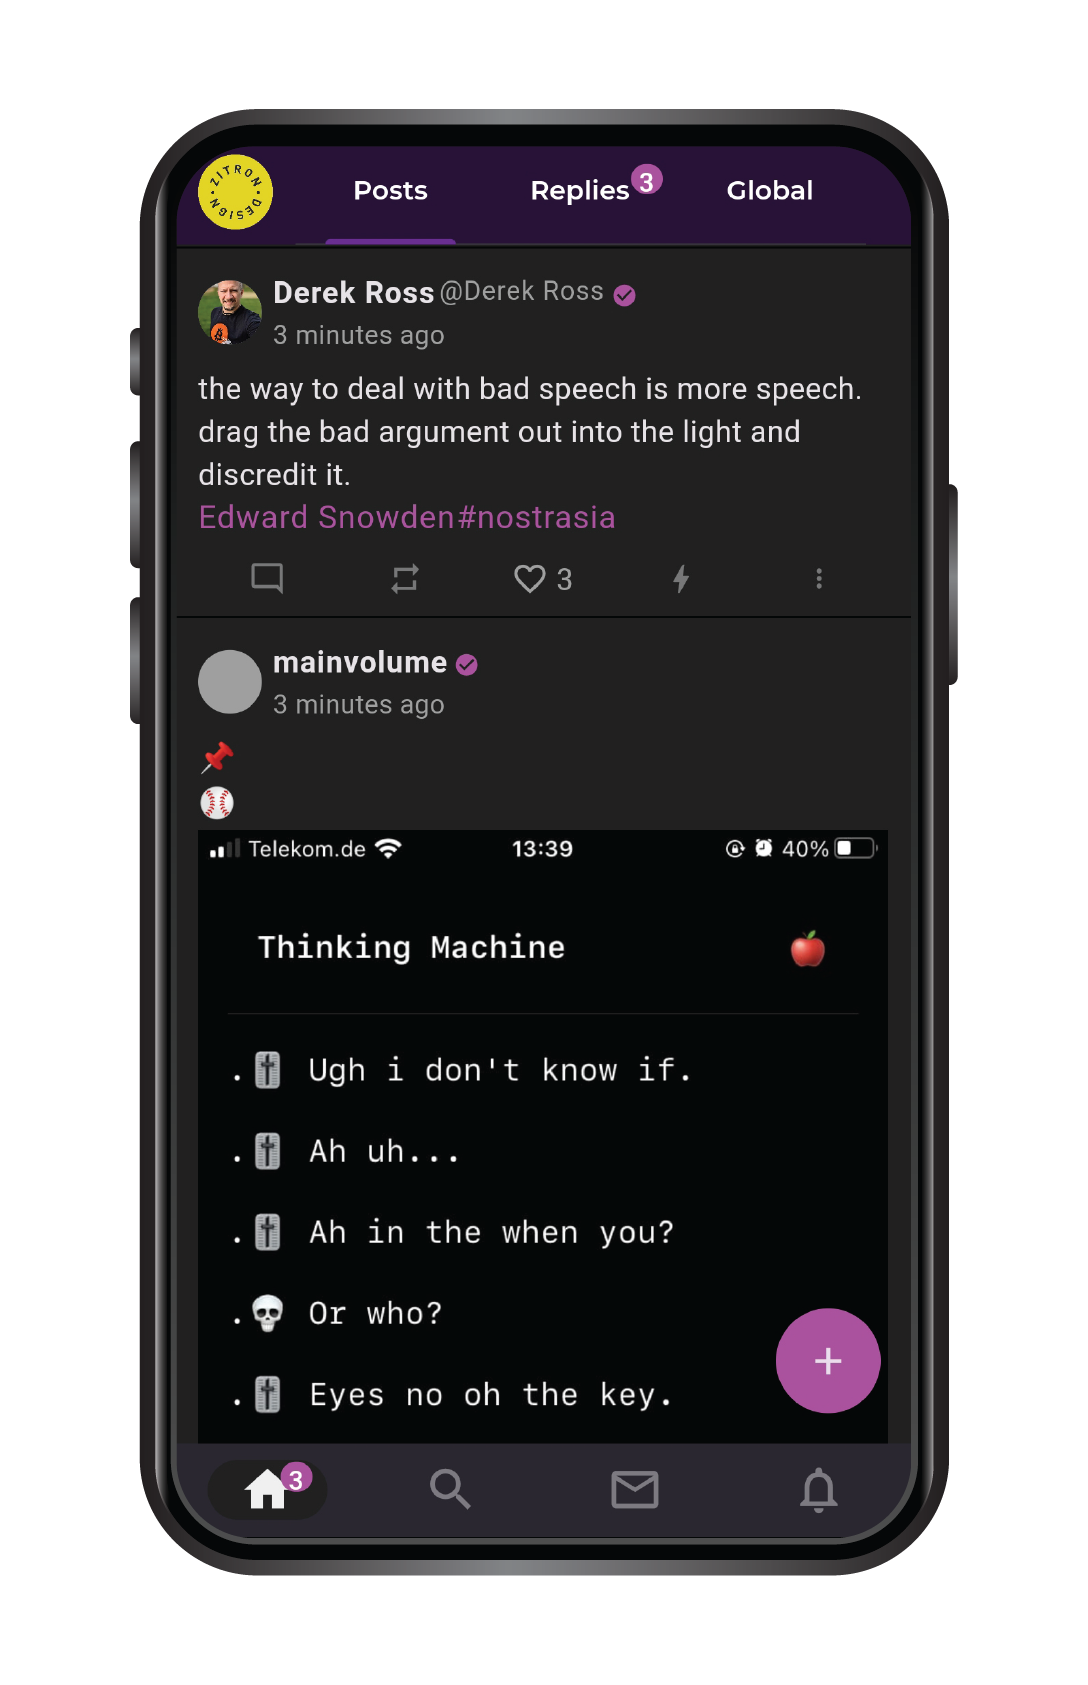 ZITRON · DESIGN ·
Posts
Replies 3
Global
Derek Ross @Derek Ross
3 minutes ago
the way to deal with bad speech is more speech.
drag the bad argument out into the light and
discredit it.
Edward Snowden#nostrasia
3
mainvolume
3 minutes ago
Telekom.de 13:39 40%
Thinking Machine
. Ugh i don't know if.
. Ah uh...
. Ah in the when you?
. Or who?
. Eyes no oh the key.
+
3